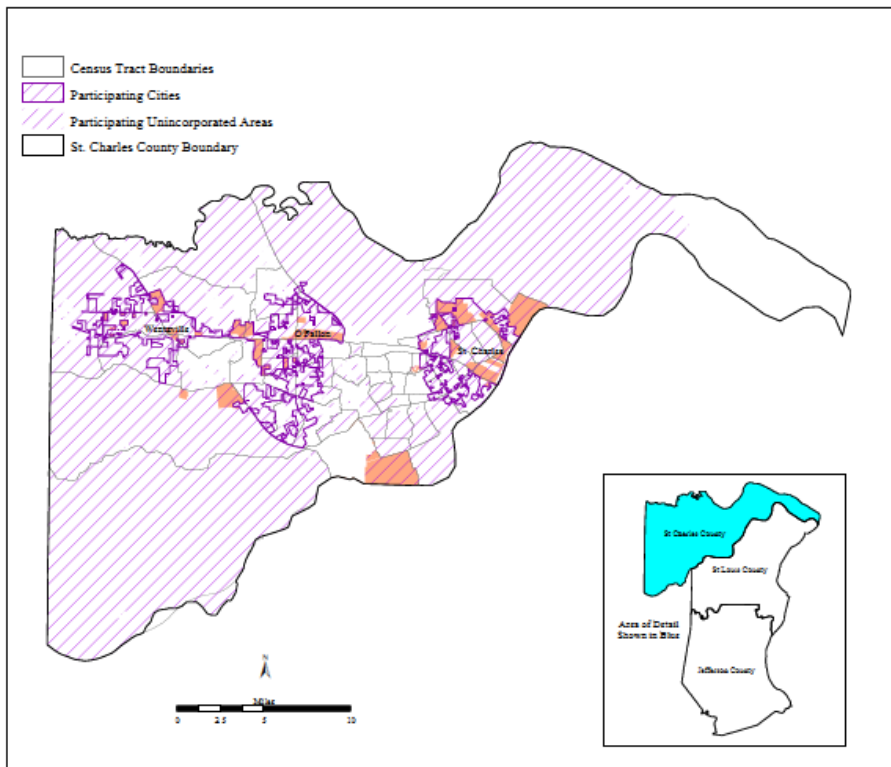 Census Tract Boundaries
Participating Cities
Participating Unincorporated Areas
St. Charles County Boundary
Wentzville
O'Fallon
St. Charles
N
Miles
0 2.5 5 10
St Charles County
St Louis County
Area of Detail
Shown in Blue
Jefferson County